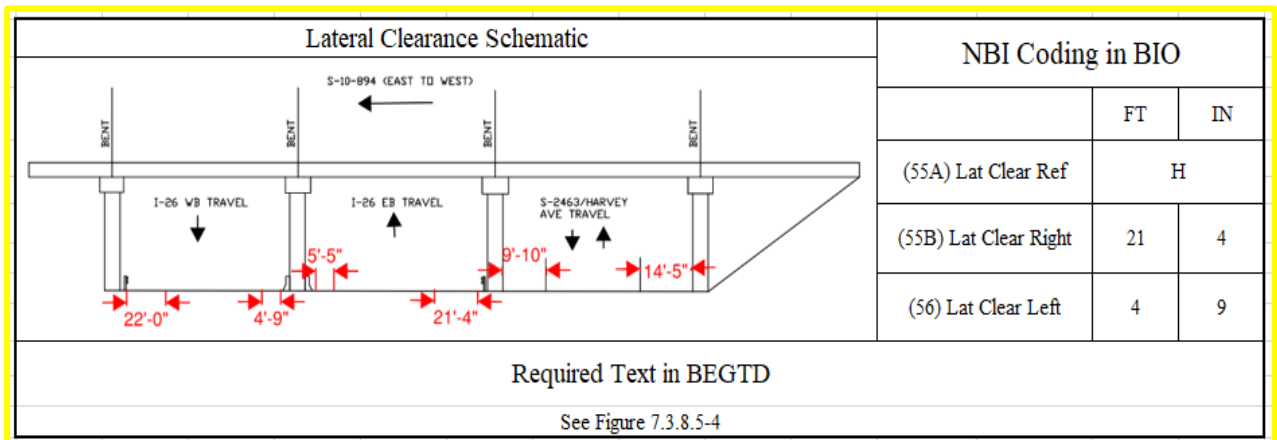 Lateral Clearance Schematic
S-10-894 (EAST TO WEST)
BENT
BENT
BENT
BENT
I-26 WB TRAVEL
I-26 EB TRAVEL
S-2463/HARVEY
AVE TRAVEL
5'-5"
9'-10"
14'-5"
22'-0"
4'-9"
21'-4"
NBI Coding in BIO
FT IN
(55A) Lat Clear Ref H
(55B) Lat Clear Right 21 4
(56) Lat Clear Left 4 9
Required Text in BEGTD
See Figure 7.3.8.5-4